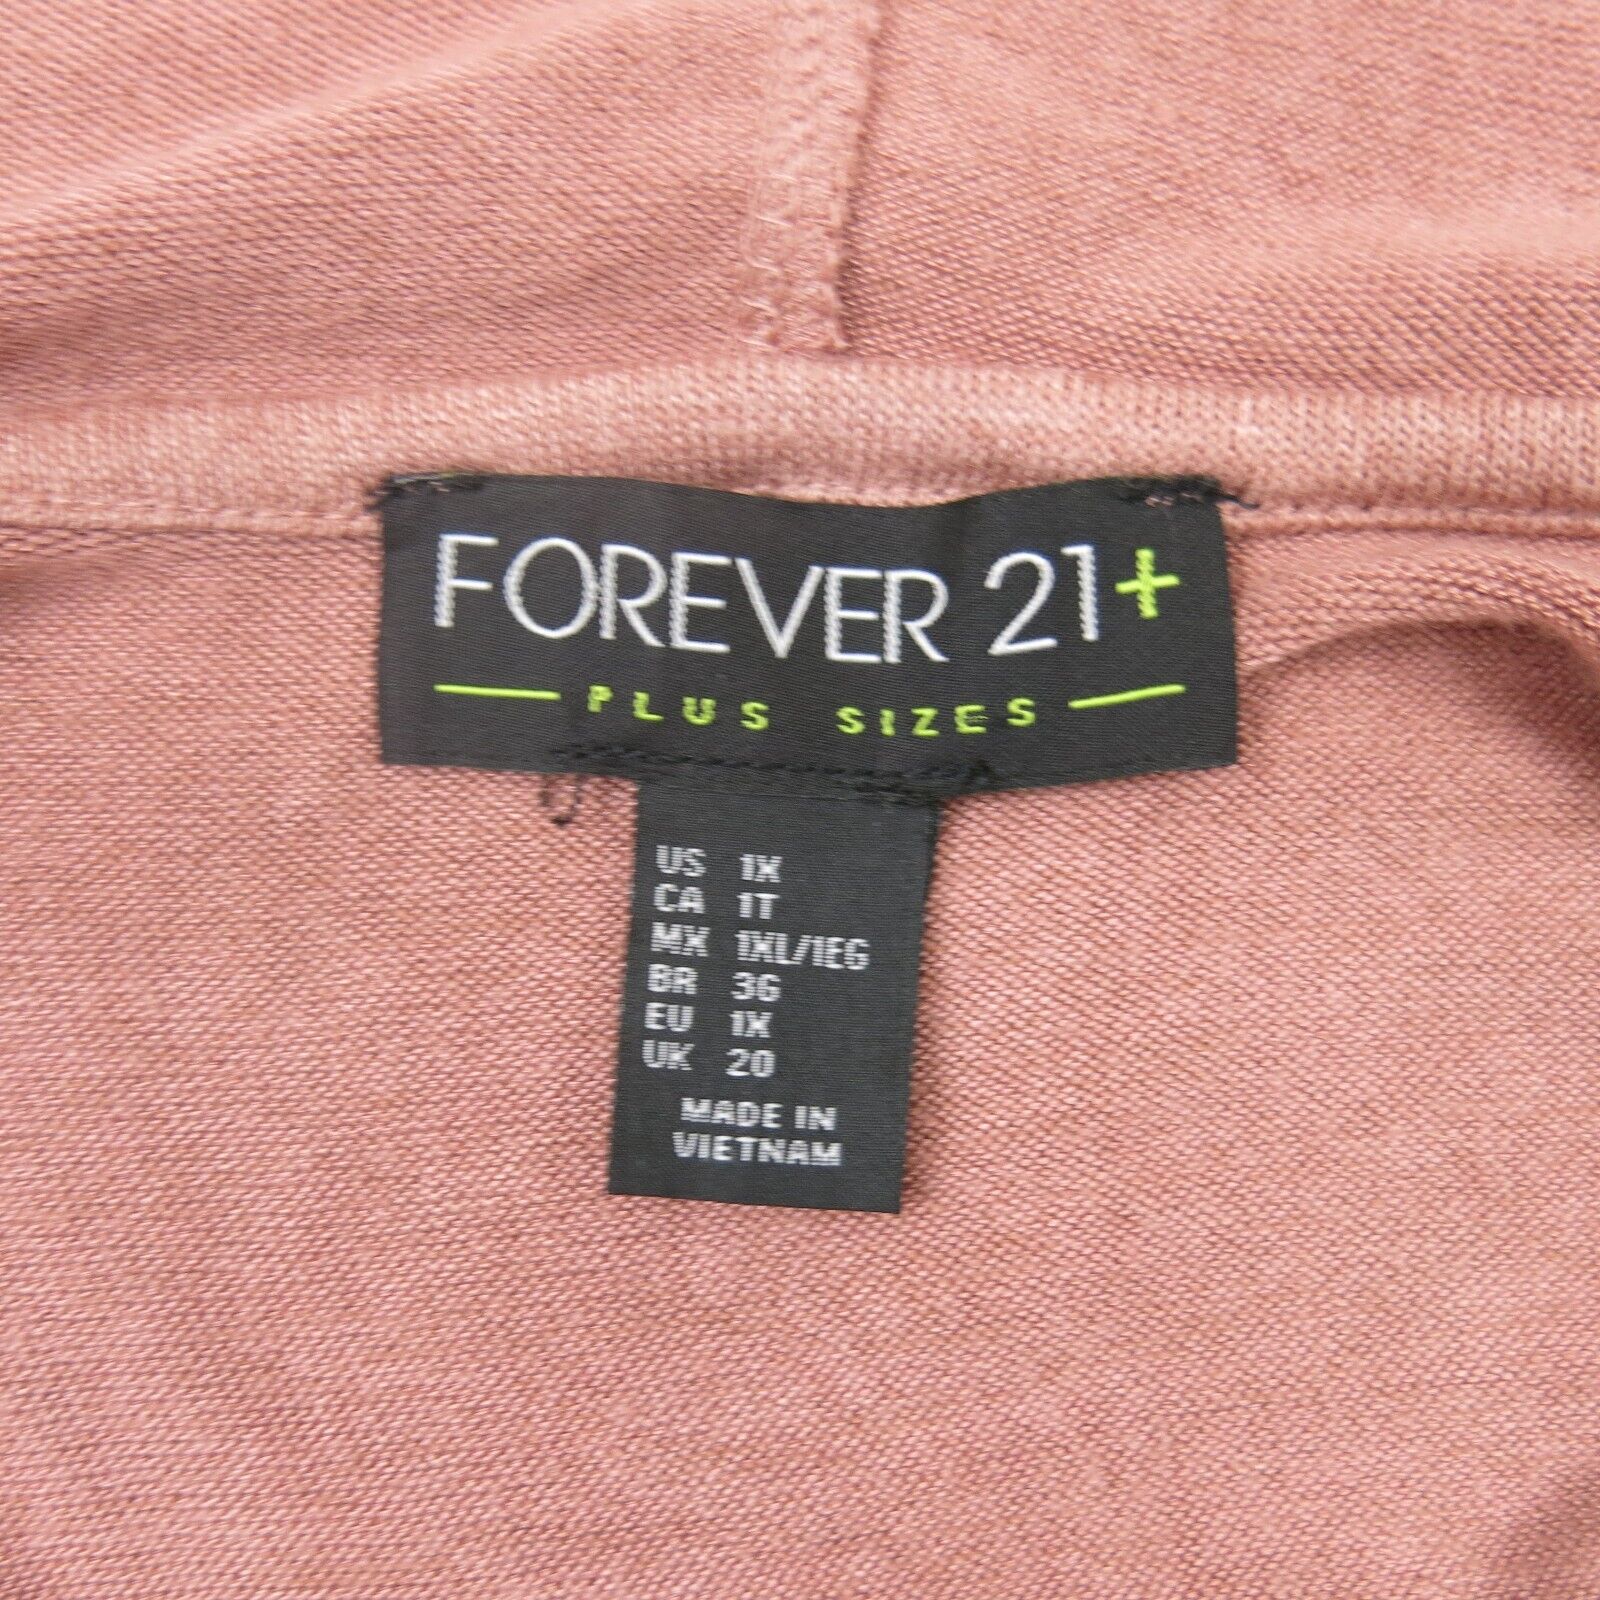 FOREVER 21+
PLUS SIZES
US 1X
CA 1T
MX 1XL/1EG
BR 3G
EU 1X
UK 20
MADE IN
VIETNAM